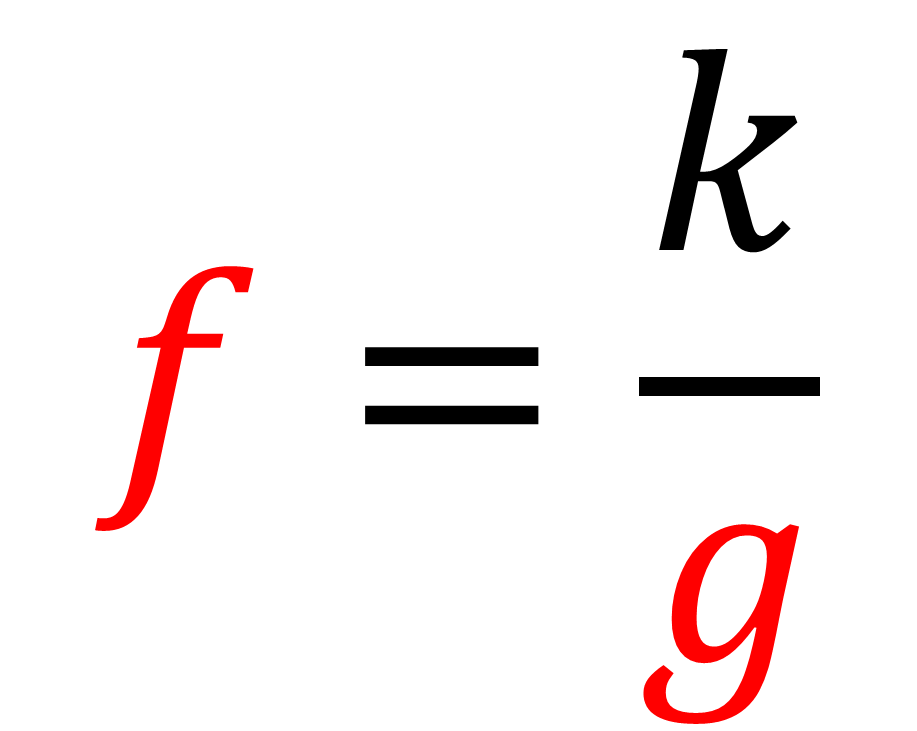 f = k/g